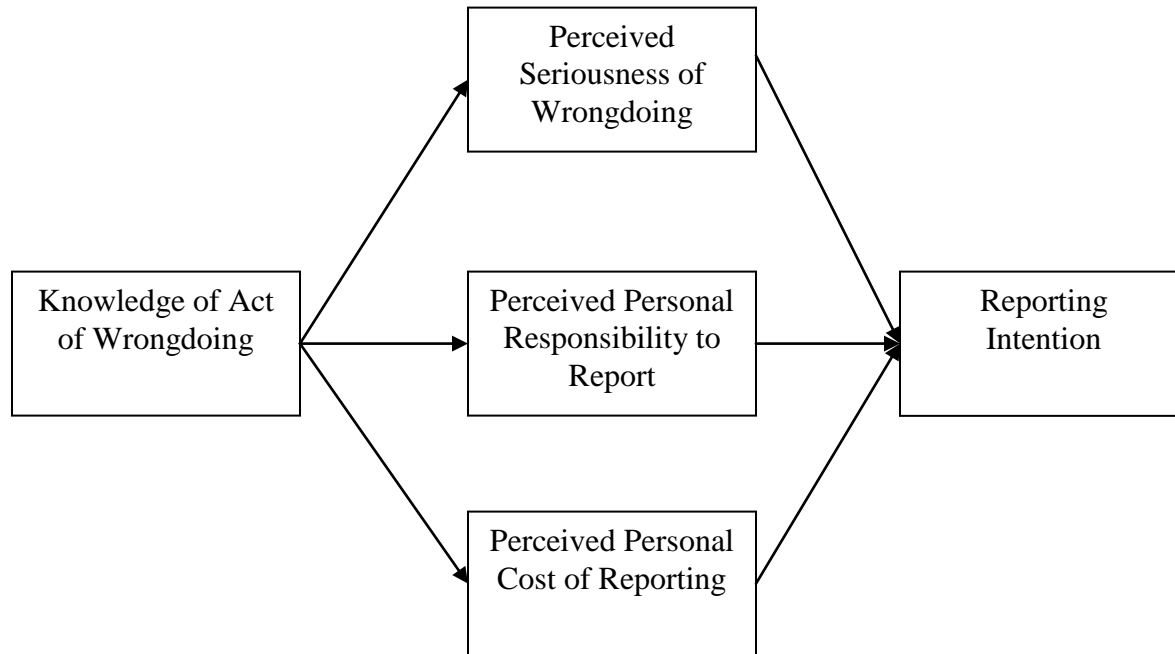 Perceived
Seriousness of
Wrongdoing
Knowledge of Act
of Wrongdoing
Perceived Personal
Responsibility to
Report
Reporting
Intention
Perceived Personal
Cost of Reporting